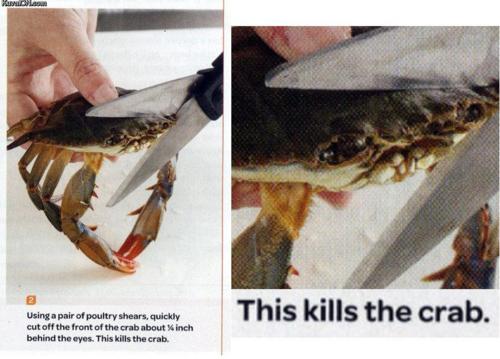 KuvatON.com
2
Using a pair of poultry shears, quickly
cut off the front of the crab about ¼ inch
behind the eyes. This kills the crab.
This kills the crab.